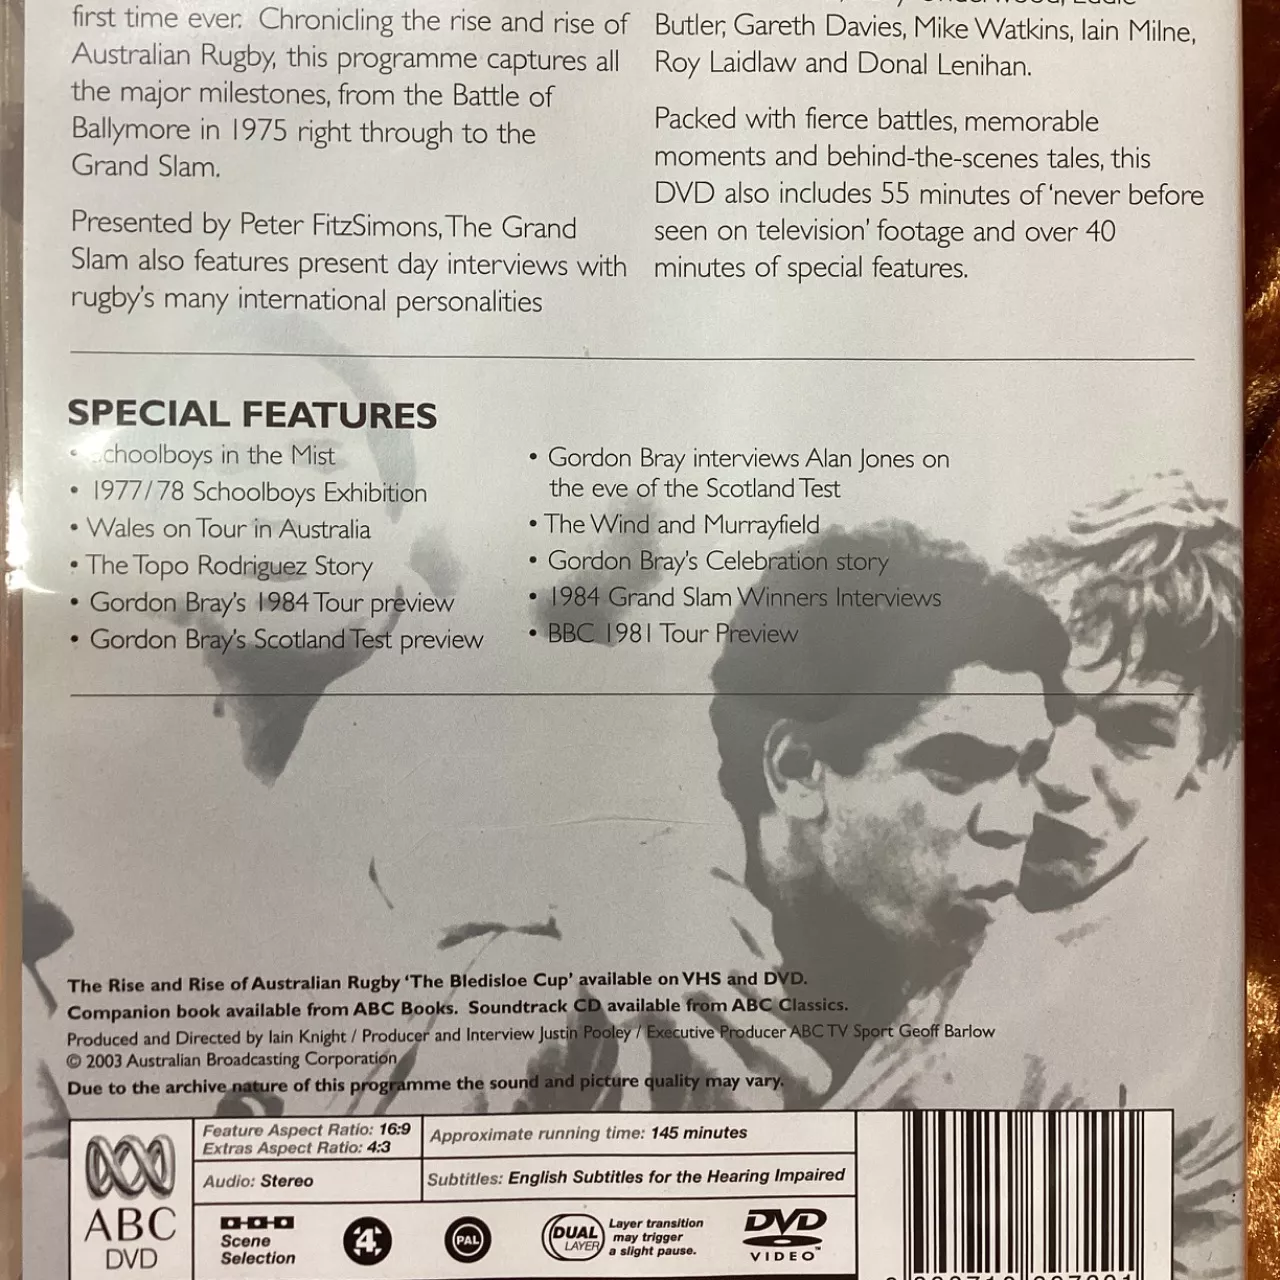 first time ever. Chronicling the rise and rise of
Australian Rugby, this programme captures all
the major milestones, from the Battle of
Ballymore in 1975 right through to the
Grand Slam.
Presented by Peter FitzSimons, The Grand
Slam also features present day interviews with
rugby's many international personalities
Butler, Gareth Davies, Mike Watkins, Iain Milne,
Roy Laidlaw and Donal Lenihan.
Packed with fierce battles, memorable
moments and behind-the-scenes tales, this
DVD also includes 55 minutes of 'never before
seen on television' footage and over 40
minutes of special features.
SPECIAL FEATURES
• Schoolboys in the Mist
• 1977/78 Schoolboys Exhibition
• Wales on Tour in Australia
• The Topo Rodriguez Story
• Gordon Bray's 1984 Tour preview
• Gordon Bray's Scotland Test preview
• Gordon Bray interviews Alan Jones on
the eve of the Scotland Test
• The Wind and Murrayfield
• Gordon Bray's Celebration story
• 1984 Grand Slam Winners Interviews
• BBC 1981 Tour Preview
The Rise and Rise of Australian Rugby 'The Bledisloe Cup' available on VHS and DVD.
Companion book available from ABC Books. Soundtrack CD available from ABC Classics.
Produced and Directed by Iain Knight / Producer and Interview Justin Pooley / Executive Producer ABC TV Sport Geoff Barlow
© 2003 Australian Broadcasting Corporation
Due to the archive nature of this programme the sound and picture quality may vary.
ABC
DVD
Feature Aspect Ratio: 16:9
Extras Aspect Ratio: 4:3
Approximate running time: 145 minutes
Audio: Stereo
Subtitles: English Subtitles for the Hearing Impaired
Scene
Selection
4
PAL
DUAL
LAYER
Layer transition
may trigger
a slight pause.
DVD
VIDEO™